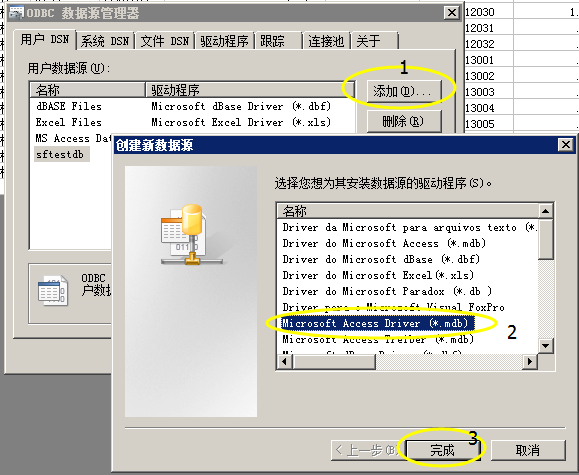 ODBC 数据源管理器
用户 DSN 系统 DSN 文件 DSN 驱动程序 跟踪 连接池 关于
用户数据源(U):
1
名称 驱动程序
添加(D)...
dBASE Files Microsoft dBase Driver (*.dbf)
Excel Files Microsoft Excel Driver (*.xls)
删除(R)
MS Access Dat
sftestdb
ODBC
户数据
12030
12031
12032
13001
13002
13003
13004
13005
创建新数据源
选择您想为其安装数据源的驱动程序(S)。
名称
Driver da Microsoft para arquivos texto (*.
Driver do Microsoft Access (*.mdb)
Driver do Microsoft dBase (*.dbf)
Driver do Microsoft Excel(*.xls)
Driver do Microsoft Paradox (*.db )
Driver para o Microsoft Visual FoxPro
Microsoft Access Driver (*.mdb)
2
Microsoft Access Treiber (*.mdb)
3
< 上一步(B) 完成 取消